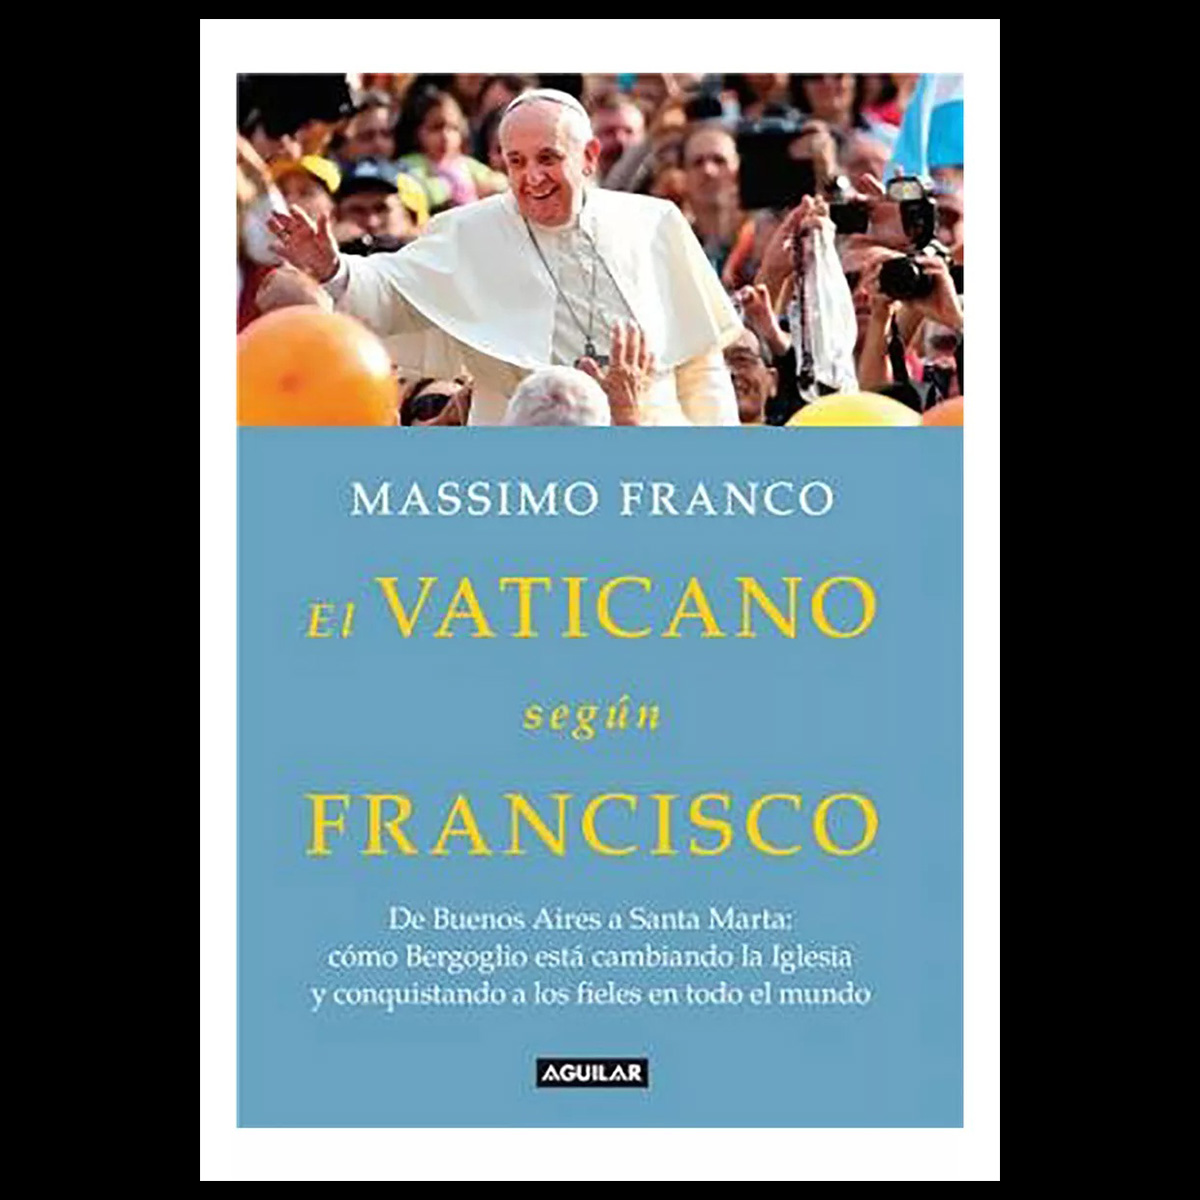 MASSIMO FRANCO
El VATICANO
según
FRANCISCO
De Buenos Aires a Santa Marta:
cómo Bergoglio está cambiando la Iglesia
y conquistando a los fieles en todo el mundo
AGUILAR